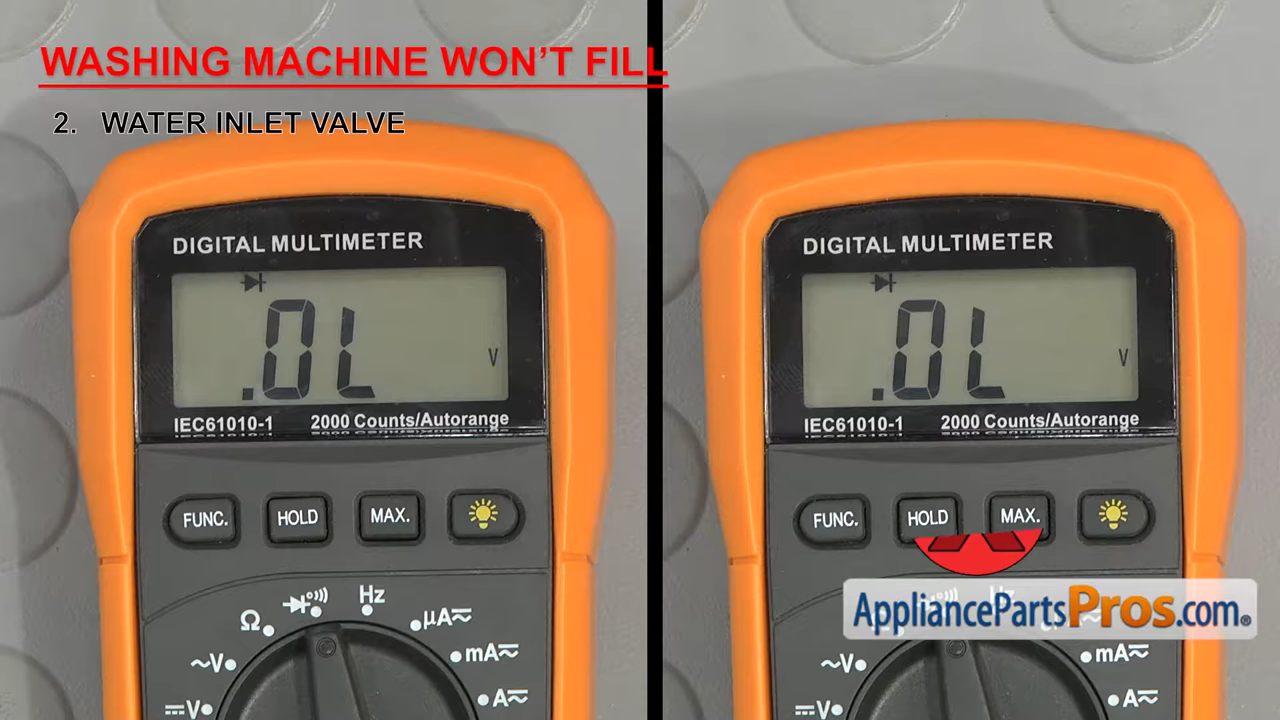 WASHING MACHINE WON'T FILL
2. WATER INLET VALVE
DIGITAL MULTIMETER
.0L
V
IEC61010-1 2000 Counts/Autorange
FUNC. HOLD MAX.
Hz
Ω
μA
mA
~V
A
V
DIGITAL MULTIMETER
.0L
V
IEC61010-1 2000 Counts/Autorange
FUNC. HOLD MAX.
AppliancePartsPros.com®
mA
~V
A
V